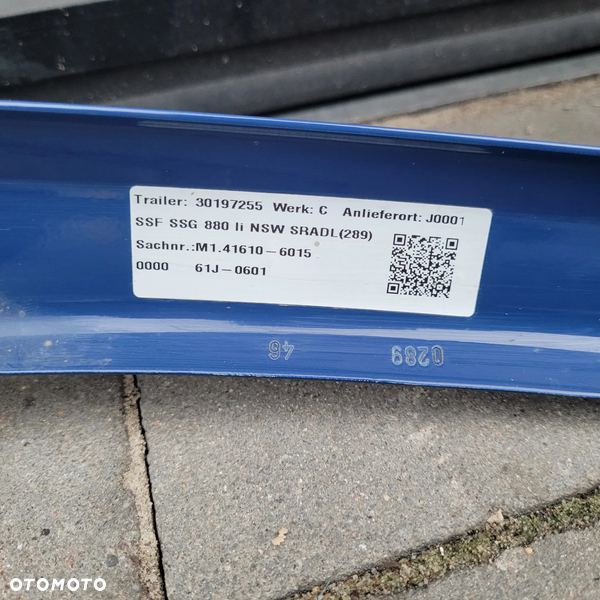 Trailer: 30197255 Werk: C Anlieferort: J0001
SSF SSG 880 li NSW SRADL(289)
Sachnr.:M1.41610-6015
0000 61J-0601
46 0289
OTOMOTO